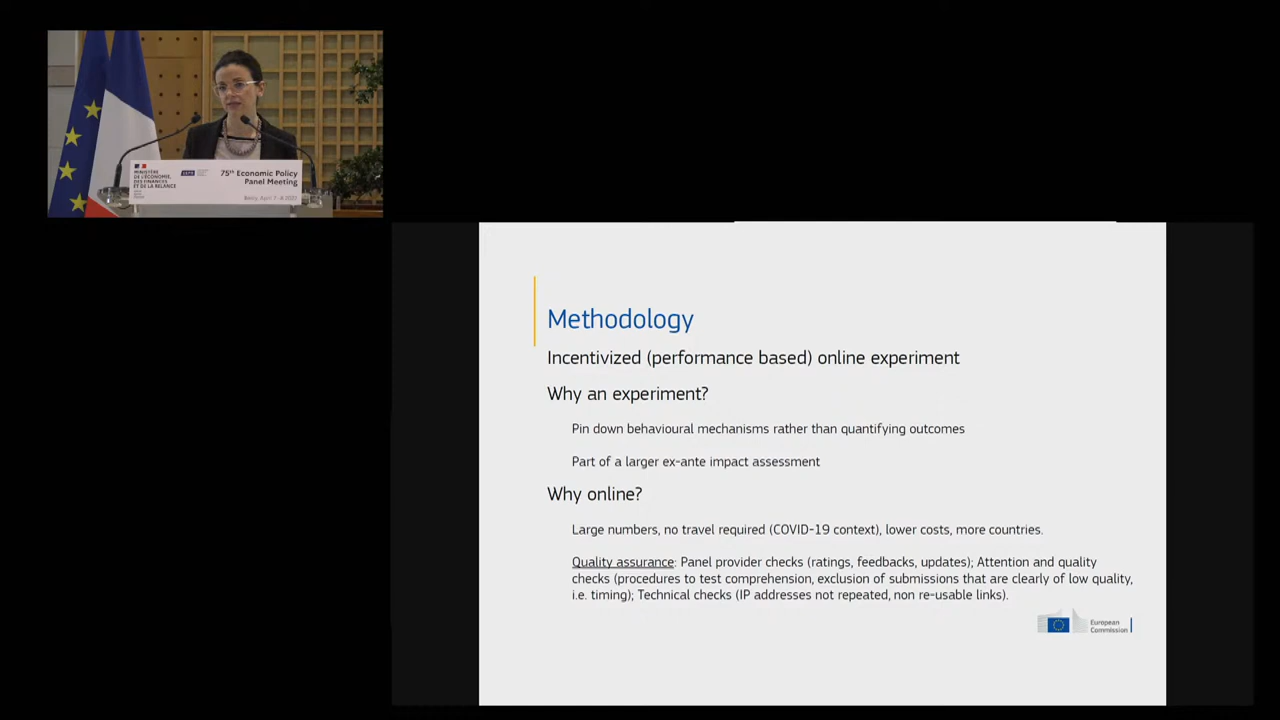 MINISTÈRE
DE L'ÉCONOMIE,
DES FINANCES
ET DE LA RELANCE
CEPR
75th Economic Policy
Panel Meeting
Methodology
Incentivized (performance based) online experiment
Why an experiment?
Pin down behavioural mechanisms rather than quantifying outcomes
Part of a larger ex-ante impact assessment
Why online?
Large numbers, no travel required (COVID-19 context), lower costs, more countries.
Quality assurance: Panel provider checks (ratings, feedbacks, updates); Attention and quality
checks (procedures to test comprehension, exclusion of submissions that are clearly of low quality,
i.e. timing); Technical checks (IP addresses not repeated, non re-usable links).
European
Commission